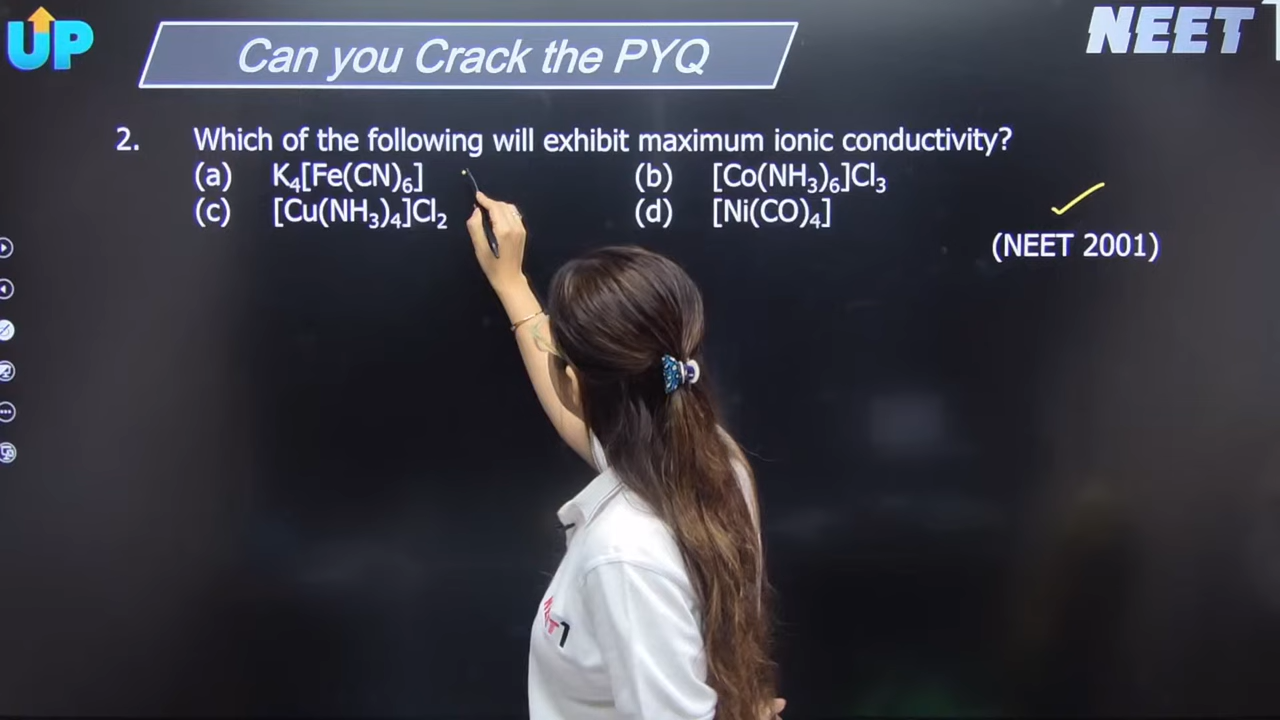 UP
Can you Crack the PYQ
NEET
2. Which of the following will exhibit maximum ionic conductivity?
(a) K₄[Fe(CN)₆] (b) [Co(NH₃)₆]Cl₃
(c) [Cu(NH₃)₄]Cl₂ (d) [Ni(CO)₄]
(NEET 2001)